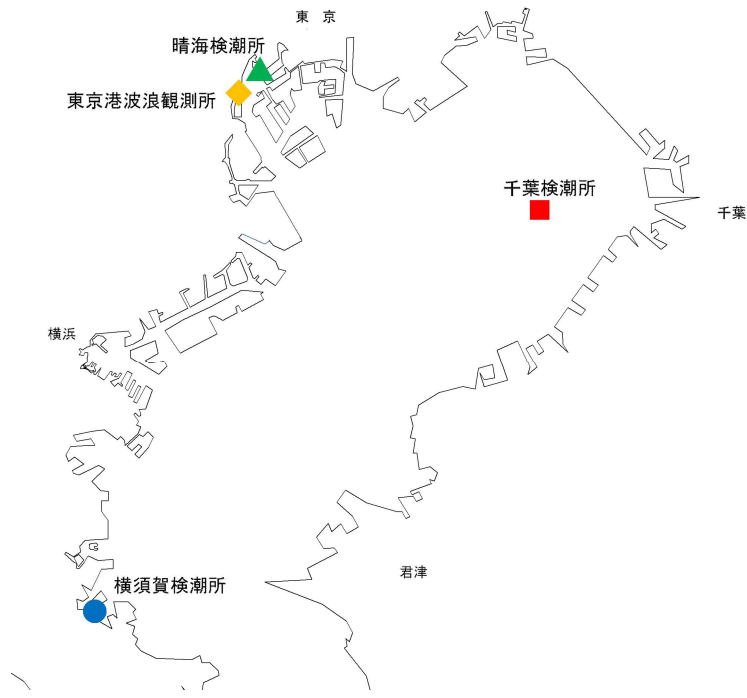 東 京
晴海検潮所
東京港波浪観測所
千葉検潮所
千葉
横浜
君津
横須賀検潮所